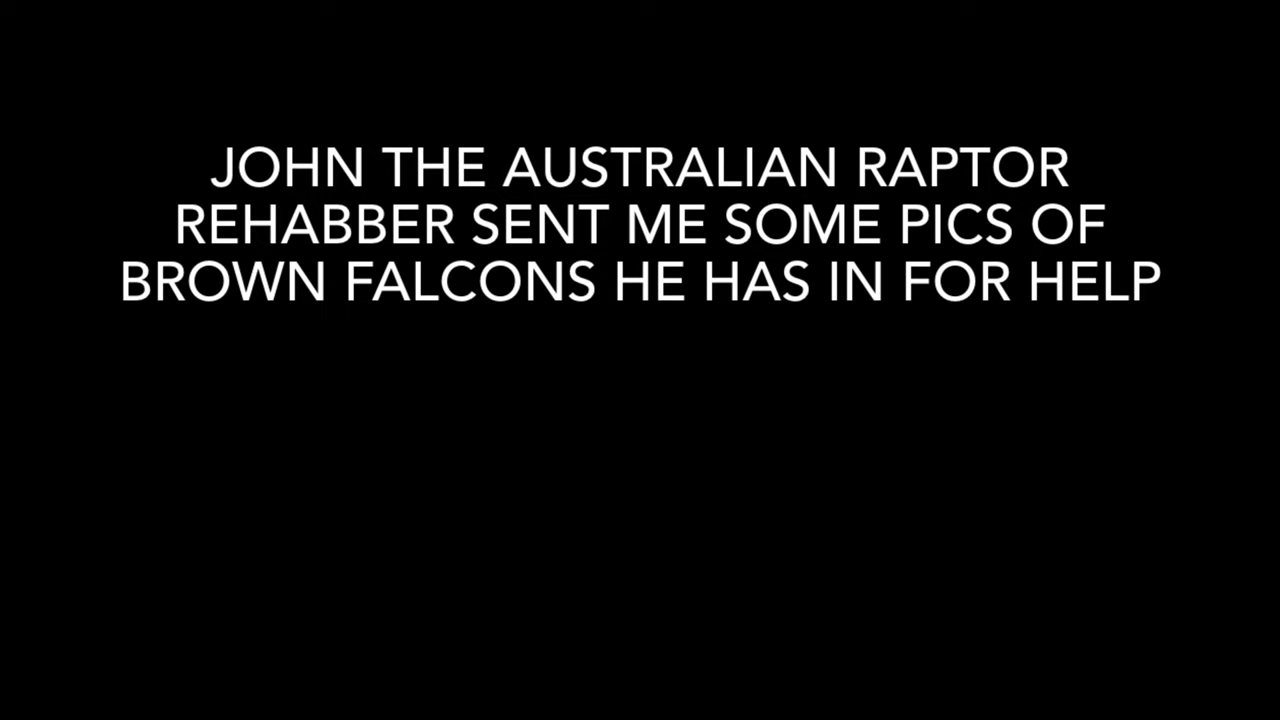 JOHN THE AUSTRALIAN RAPTOR
REHABBER SENT ME SOME PICS OF
BROWN FALCONS HE HAS IN FOR HELP